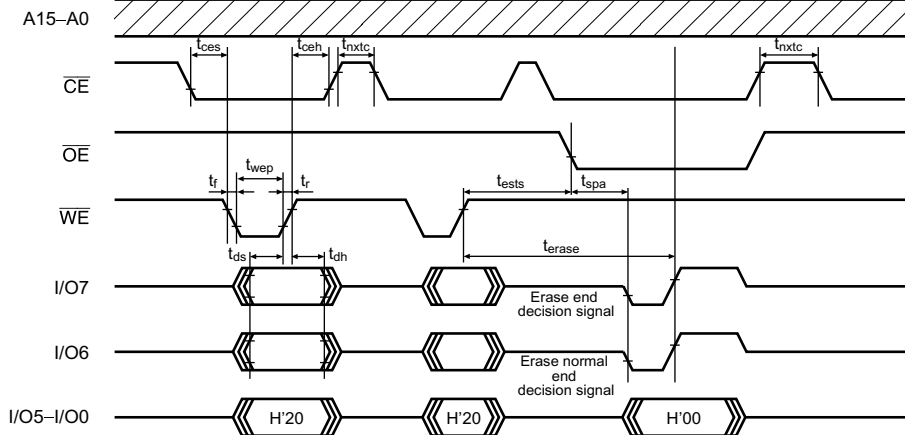 A15–A0
tces
tceh
tnxtc
tnxtc
CE
OE
twep
tf
tr
tests
tspa
WE
terase
tds
tdh
I/O7
Erase end
decision signal
I/O6
Erase normal
end
decision signal
I/O5–I/O0
H'20
H'20
H'00